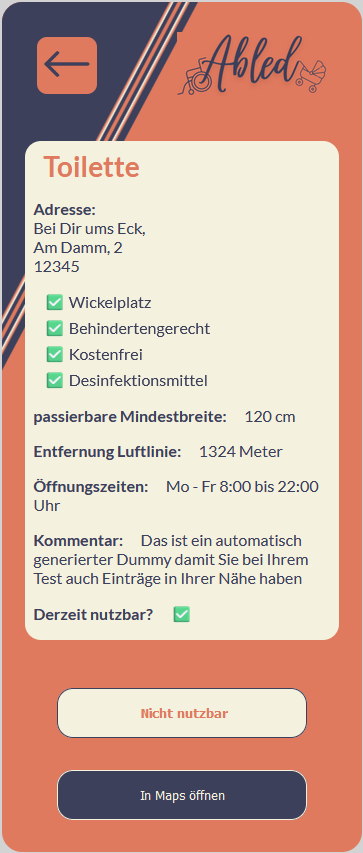 Abled
Toilette
Adresse:
Bei Dir ums Eck,
Am Damm, 2
12345
Wickelplatz
Behindertengerecht
Kostenfrei
Desinfektionsmittel
passierbare Mindestbreite: 120 cm
Entfernung Luftlinie: 1324 Meter
Öffnungszeiten: Mo - Fr 8:00 bis 22:00
Uhr
Kommentar: Das ist ein automatisch
generierter Dummy damit Sie bei Ihrem
Test auch Einträge in Ihrer Nähe haben
Derzeit nutzbar?
Nicht nutzbar
In Maps öffnen